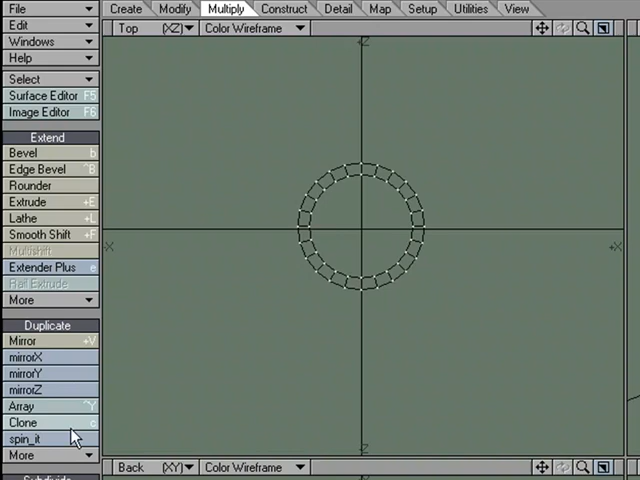 File Create Modify Multiply Construct Detail Map Setup Utilities View
Edit Top (XZ) Color Wireframe
Windows
Help
Select
Surface Editor F5
Image Editor F6
Extend
Bevel b
Edge Bevel ^B
Rounder
Extrude +E
Lathe +L
Smooth Shift +F
Multishift
Extender Plus e
Rail Extrude
More
Duplicate
Mirror +V
mirrorX
mirrorY
mirrorZ
Array ^Y
Clone c
spin_it
More
Subdivide
Z
-X
+X
-Z
Back (XY) Color Wireframe